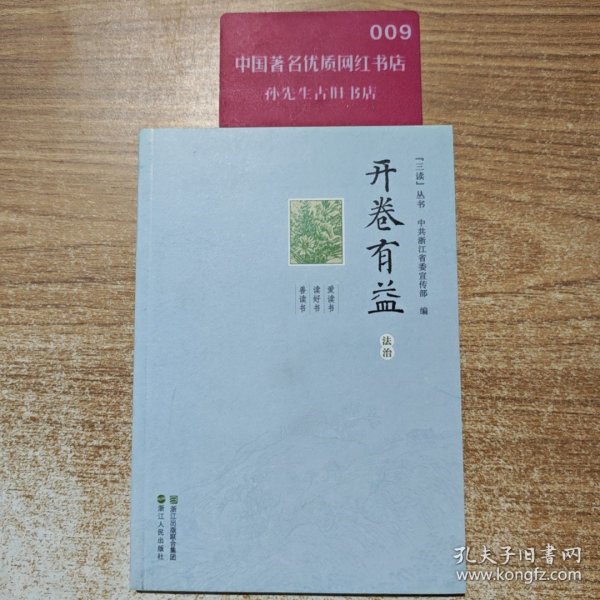 009
中国著名优质网红书店
孙先生古旧书店
『三读』丛书 中共浙江省委宣传部 编
开卷有益
法治
爱读书
读好书
善读书
浙江出版联合集团
浙江人民出版社
孔夫子旧书网
www.kongfz.com